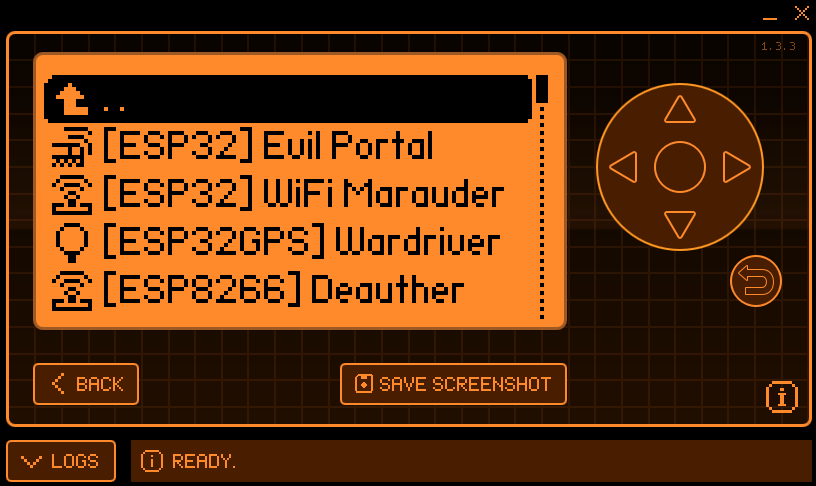 1.3.3
..
[ESP32] Evil Portal
[ESP32] WiFi Marauder
[ESP32GPS] Wardriver
[ESP8266] Deauther
BACK
SAVE SCREENSHOT
LOGS
READY.